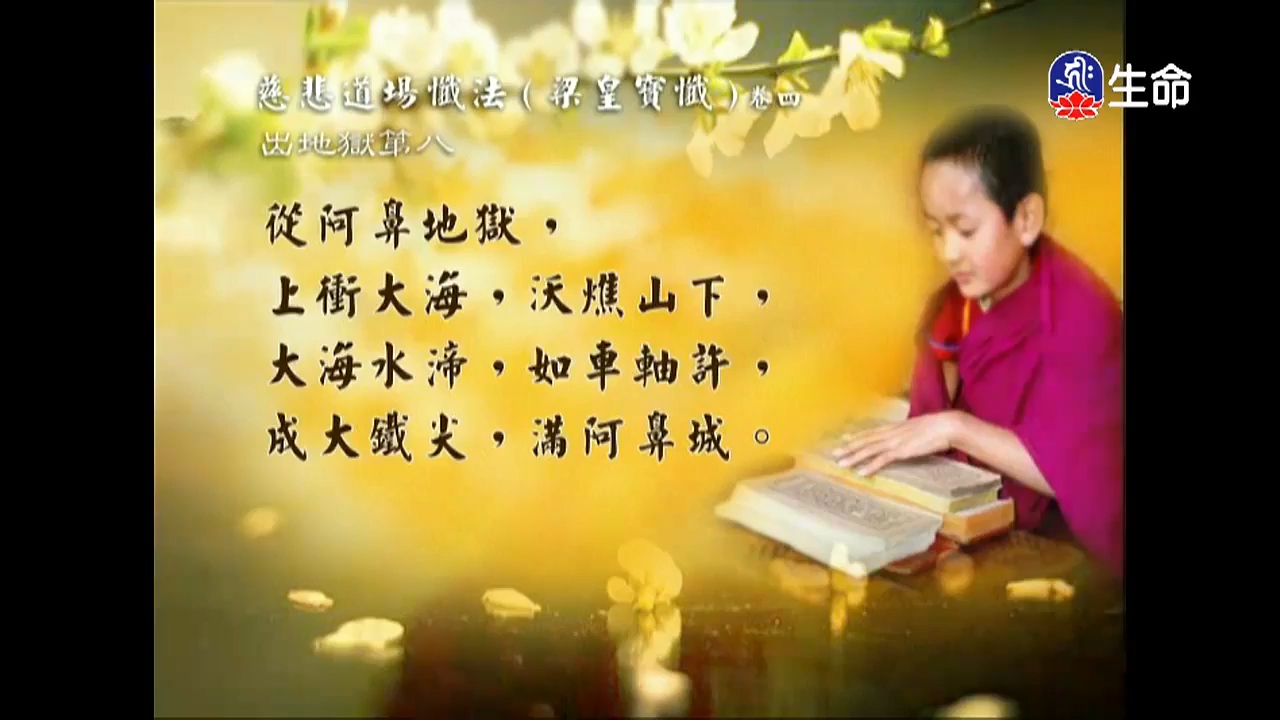 慈悲道場懺法(梁皇寶懺)卷四
出地獄第八
生命
從阿鼻地獄，
上衝大海，沃燋山下，
大海水渧，如車軸許，
成大鐵尖，滿阿鼻城。